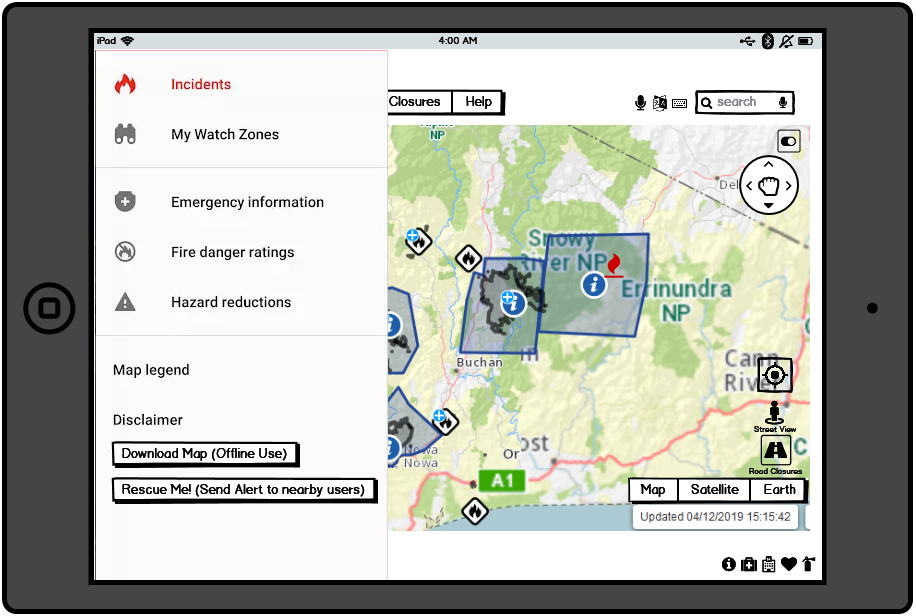 iPad
4:00 AM
Incidents
My Watch Zones
Emergency information
Fire danger ratings
Hazard reductions
Map legend
Disclaimer
Download Map (Offline Use)
Rescue Me! (Send Alert to nearby users)
Closures
Help
search
NP
Del
Snowy
River NP
Errinundra
NP
Buchan
Cann
River
Street View
Road Closures
Nowa
Nowa
Or
ost
A1
C
Map
Satellite
Earth
Updated 04/12/2019 15:15:42